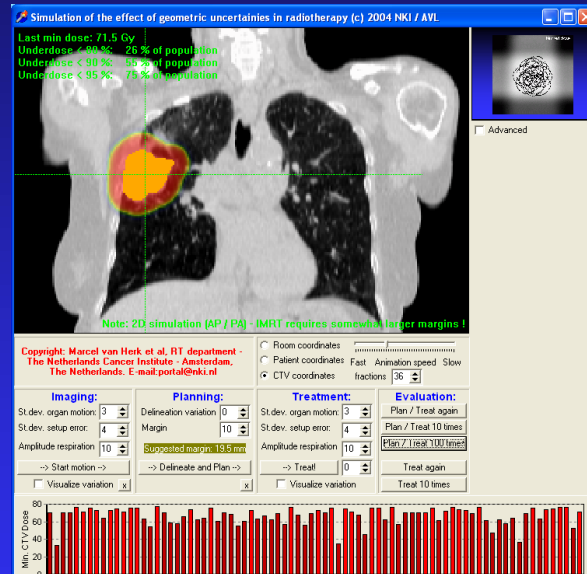 Simulation of the effect of geometric uncertainies in radiotherapy (c) 2004 NKI / AVL
Last min dose: 71.5 Gy
Underdose < 80 %: 26 % of population
Underdose < 90 %: 55 % of population
Underdose < 95 %: 75 % of population
Advanced
Note: 2D simulation (AP / PA) - IMRT requires somewhat larger margins !
Copyright: Marcel van Herk et al, RT department -
The Netherlands Cancer
Institute - Amsterdam,
The Netherlands. E-mail:portal@nki.nl
Room coordinates
Patient coordinates
CTV coordinates
Fast Animation speed Slow
fractions 36
Imaging:
St.dev. organ motion: 3
St.dev. setup error: 4
Amplitude respiration 10
--> Start motion --> 
Visualize variation x
Planning:
Delineation variation 0
Margin 10
Suggested margin: 19.5 mm
--> Delineate and Plan -->
x
Treatment:
St.dev. organ motion: 3
St.dev. setup error: 4
Amplitude respiration 10
--> Treat! 0
Visualize variation
Evaluation:
Plan / Treat again
Plan / Treat 10 times
Plan / Treat 100 times
Treat again
Treat 10 times
Min. CTV Dose
80
60
40
20
0